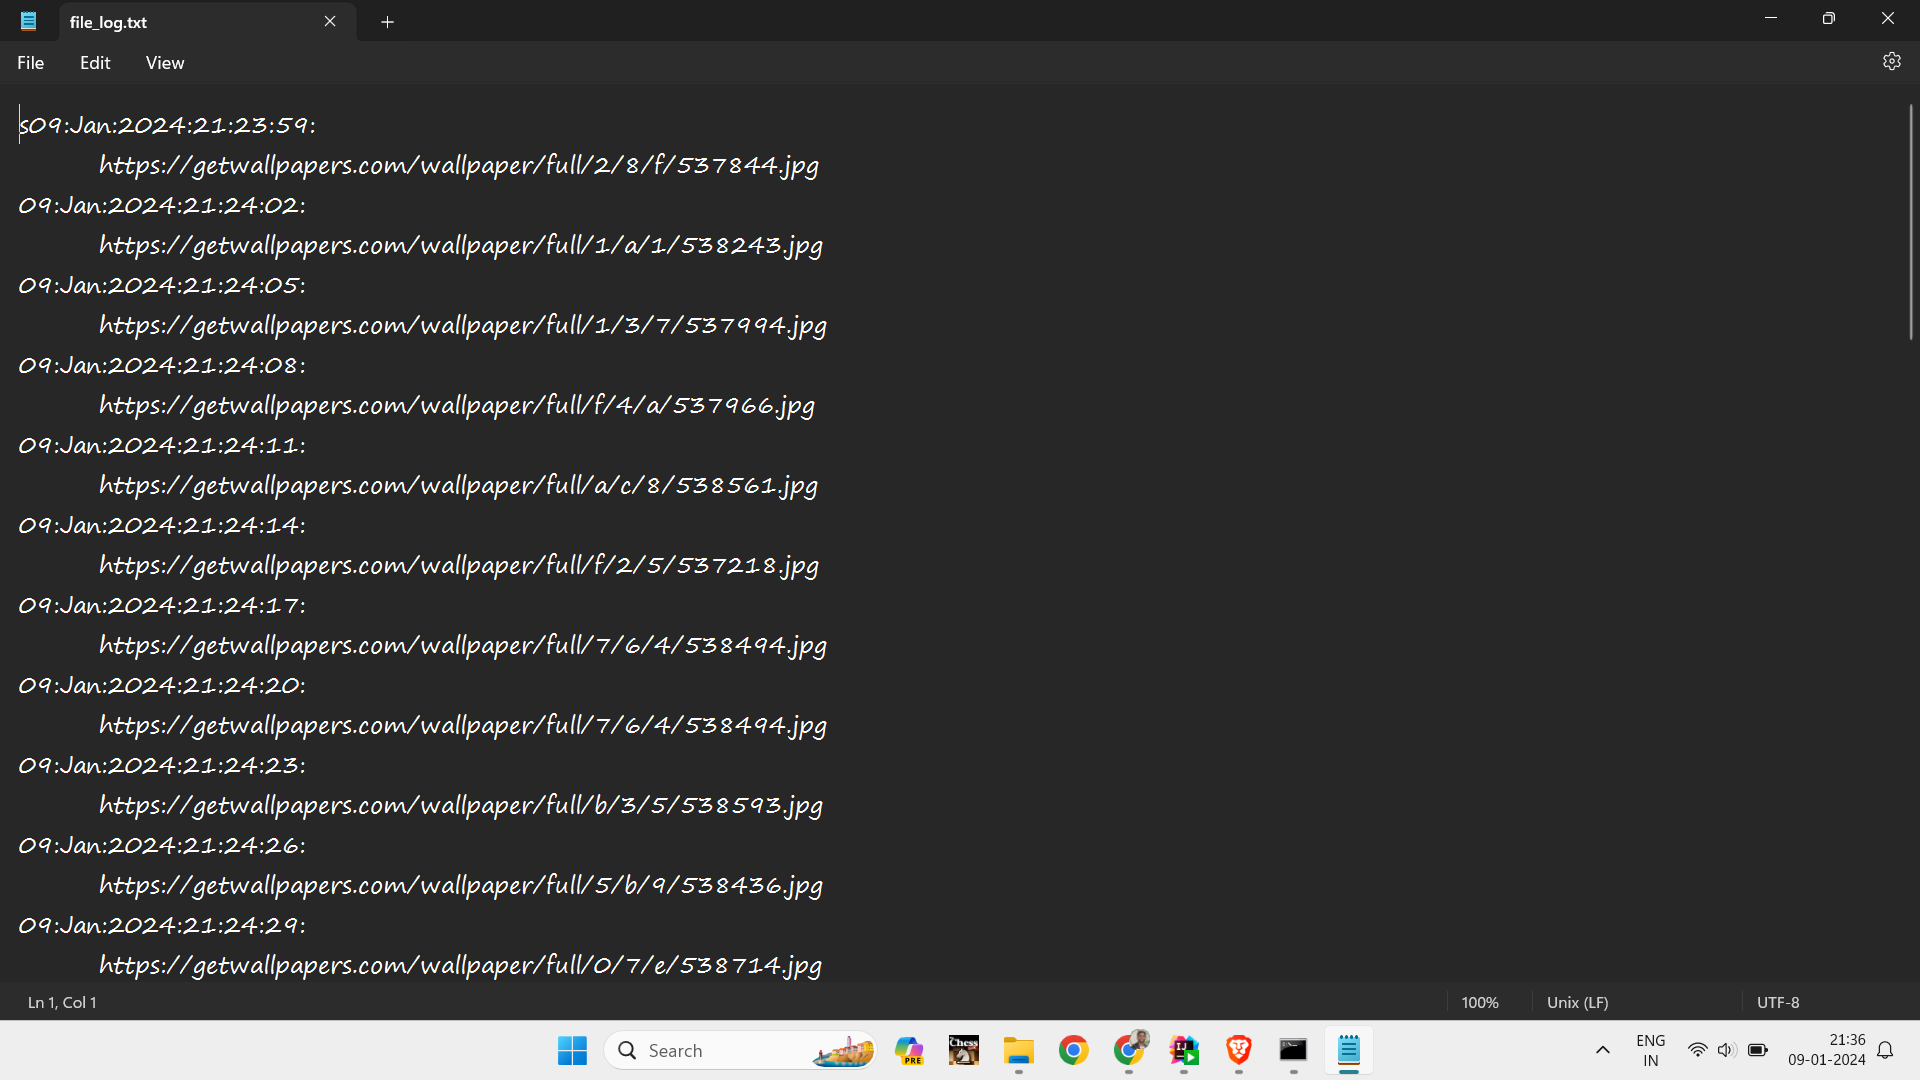 file_log.txt
File Edit View
s09:Jan:2024:21:23:59:
https://getwallpapers.com/wallpaper/full/2/8/f/537844.jpg
09:Jan:2024:21:24:02:
https://getwallpapers.com/wallpaper/full/1/a/1/538243.jpg
09:Jan:2024:21:24:05:
https://getwallpapers.com/wallpaper/full/1/3/7/537994.jpg
09:Jan:2024:21:24:08:
https://getwallpapers.com/wallpaper/full/f/4/a/537966.jpg
09:Jan:2024:21:24:11:
https://getwallpapers.com/wallpaper/full/a/c/8/538561.jpg
09:Jan:2024:21:24:14:
https://getwallpapers.com/wallpaper/full/f/2/5/537218.jpg
09:Jan:2024:21:24:17:
https://getwallpapers.com/wallpaper/full/7/6/4/538494.jpg
09:Jan:2024:21:24:20:
https://getwallpapers.com/wallpaper/full/7/6/4/538494.jpg
09:Jan:2024:21:24:23:
https://getwallpapers.com/wallpaper/full/b/3/5/538593.jpg
09:Jan:2024:21:24:26:
https://getwallpapers.com/wallpaper/full/5/b/9/538436.jpg
09:Jan:2024:21:24:29:
https://getwallpapers.com/wallpaper/full/0/7/e/538714.jpg
Ln 1, Col 1 100% Unix (LF) UTF-8
Search PRE Chess IJ
ENG 21:36
IN 09-01-2024